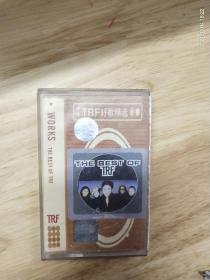 TRF好歌精选
WORKS THE BEST OF TRF
THE BEST OF
TRF
TRF